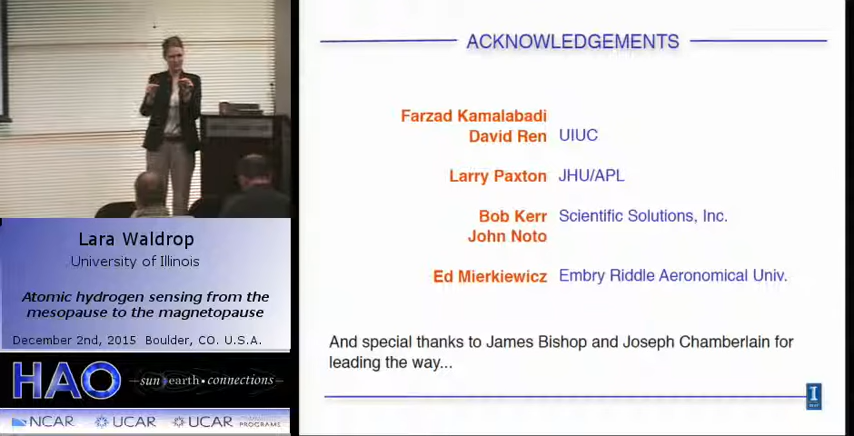 Lara Waldrop
University of Illinois
Atomic hydrogen sensing from the
mesopause to the magnetopause
December 2nd, 2015 Boulder, CO. U.S.A.
HAO sun earth connections
NCAR UCAR UCAR PROGRAMS
ACKNOWLEDGEMENTS
Farzad Kamalabadi
David Ren UIUC
Larry Paxton JHU/APL
Bob Kerr Scientific Solutions, Inc.
John Noto
Ed Mierkiewicz Embry Riddle Aeronomical Univ.
And special thanks to James Bishop and Joseph Chamberlain for
leading the way...
I